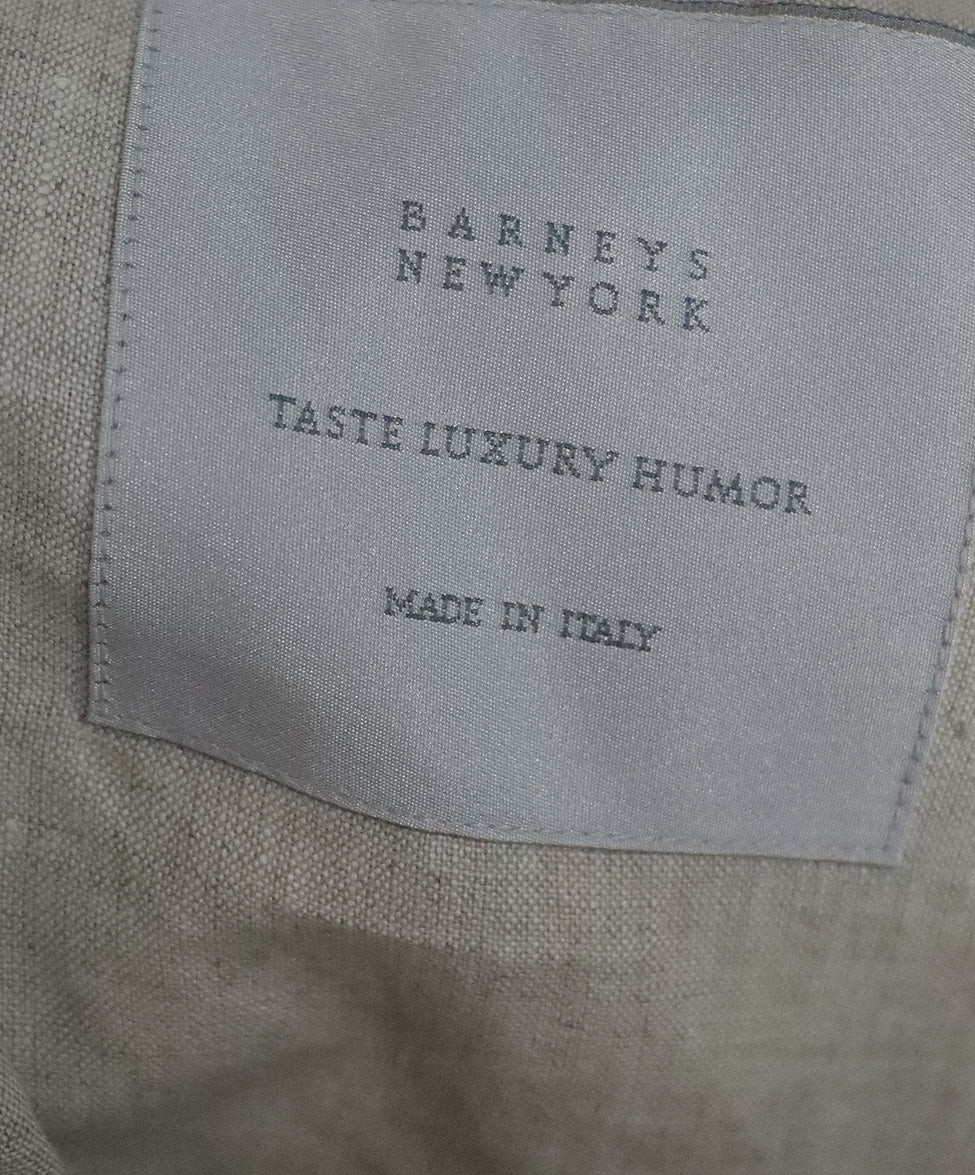 BARNEYS
NEW YORK
TASTE LUXURY HUMOR
MADE IN ITALY